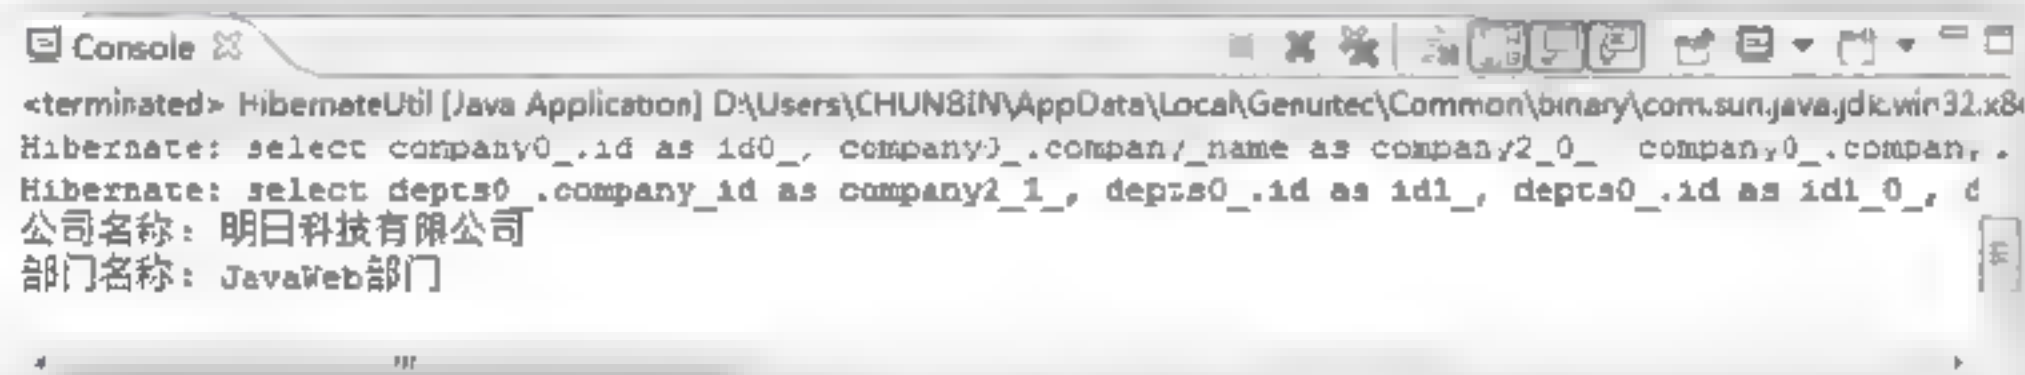 Console
<terminated> HibernateUtil [Java Application] D:\Users\CHUNBIN\AppData\Local\Genuitec\Common\binary\com.sun.java.jdk.win32.x8
Hibernate: select company0_.id as id0_, company0_.company_name as company2_0_ company0_.compan
Hibernate: select depts0_.company_id as company2_1_, depts0_.id as id1_, depts0_.id as id1_0_, d
公司名称：明日科技有限公司
部门名称：JavaWeb部门